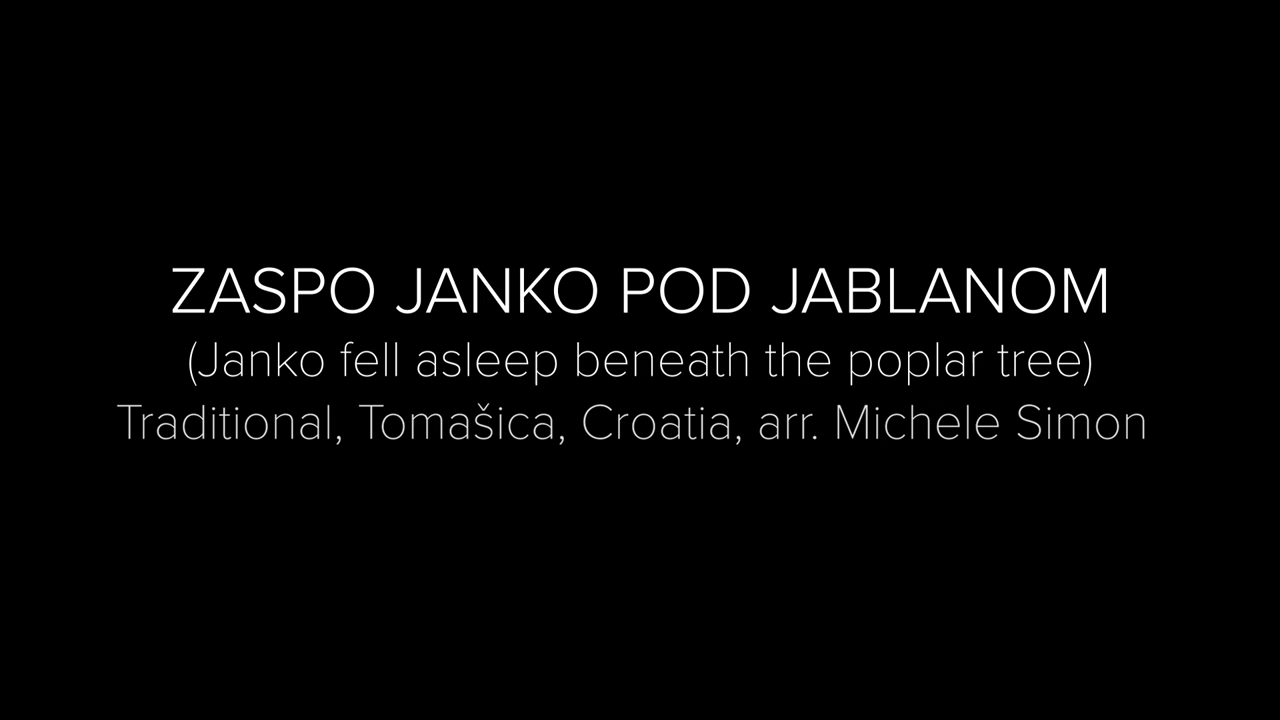 ZASPO JANKO POD JABLANOM
(Janko fell asleep beneath the poplar tree)
Traditional, Tomašica, Croatia, arr. Michele Simon